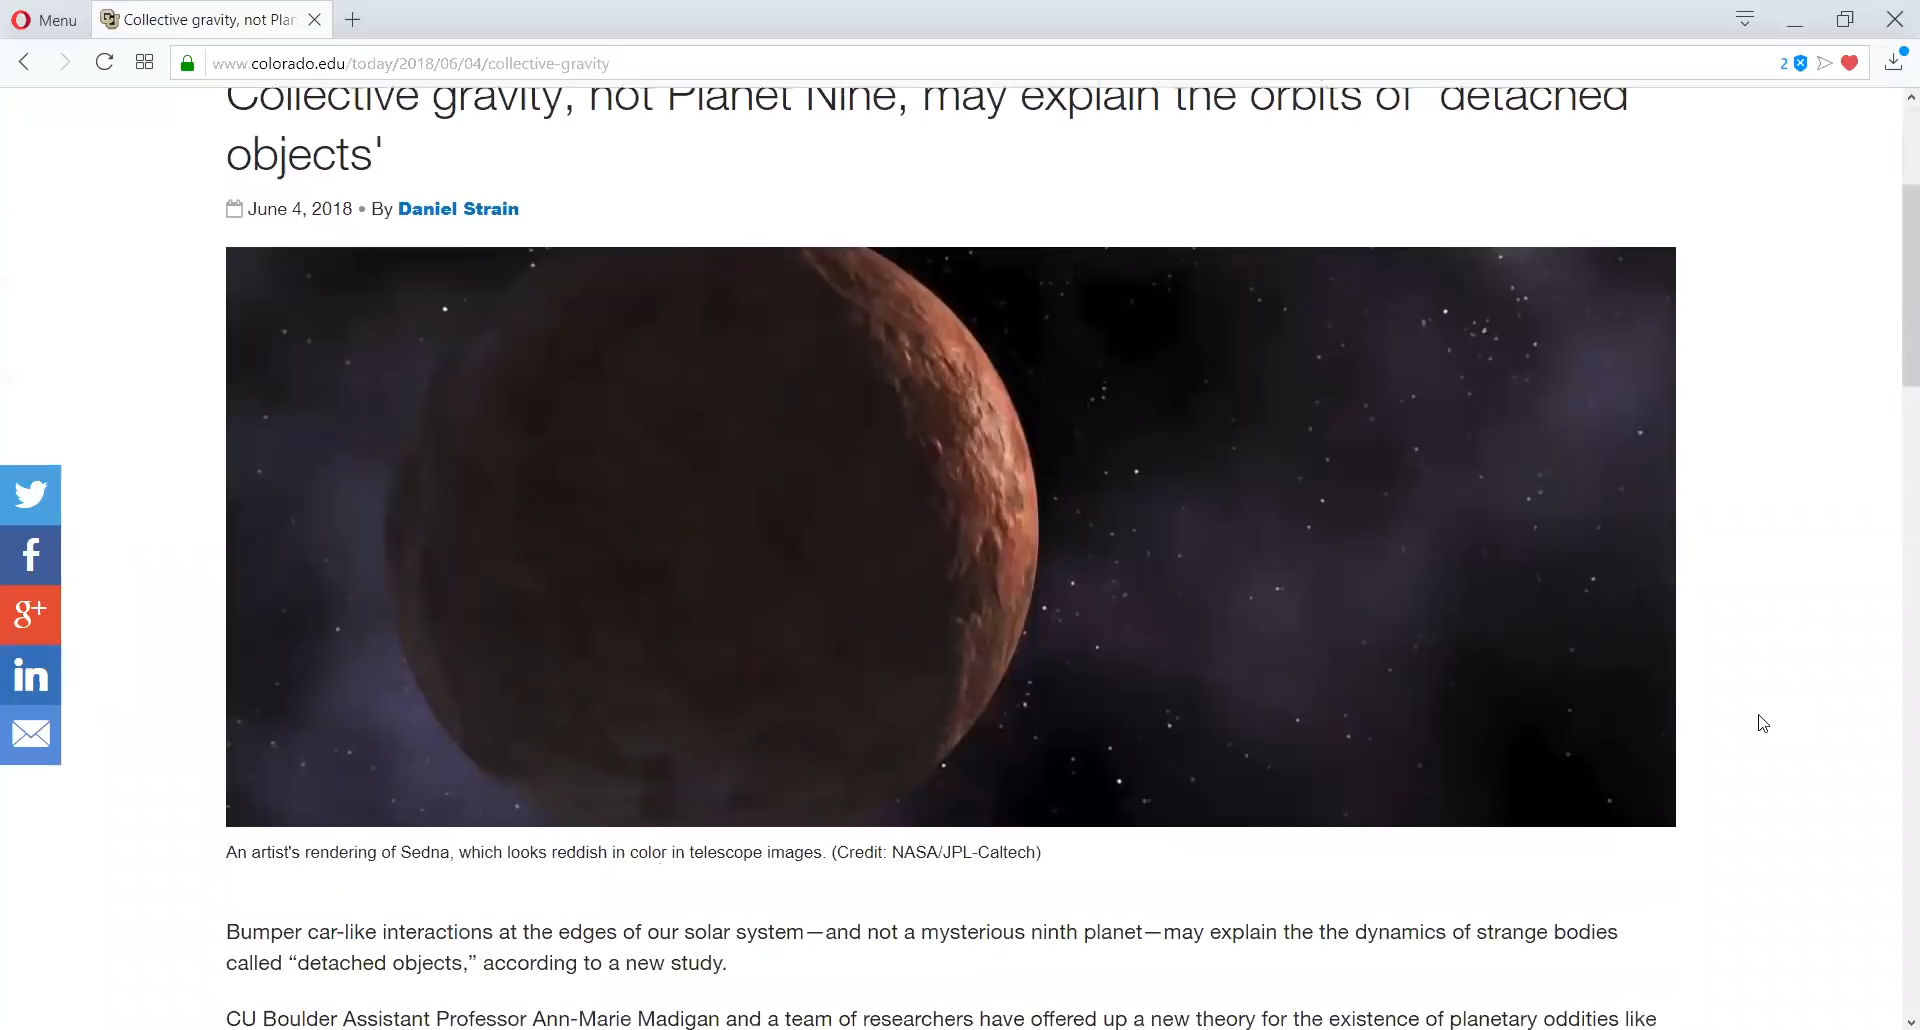 Menu
Collective gravity, not Plan
www.colorado.edu/today/2018/06/04/collective-gravity
2
Collective gravity, not Planet Nine, may explain the orbits of 'detached
objects'
June 4, 2018 • By Daniel Strain
f
g+
in
An artist's rendering of Sedna, which looks reddish in color in telescope images. (Credit: NASA/JPL-Caltech)
Bumper car-like interactions at the edges of our solar system—and not a mysterious ninth planet—may explain the the dynamics of strange bodies
called “detached objects,” according to a new study.
CU Boulder Assistant Professor Ann-Marie Madigan and a team of researchers have offered up a new theory for the existence of planetary oddities like